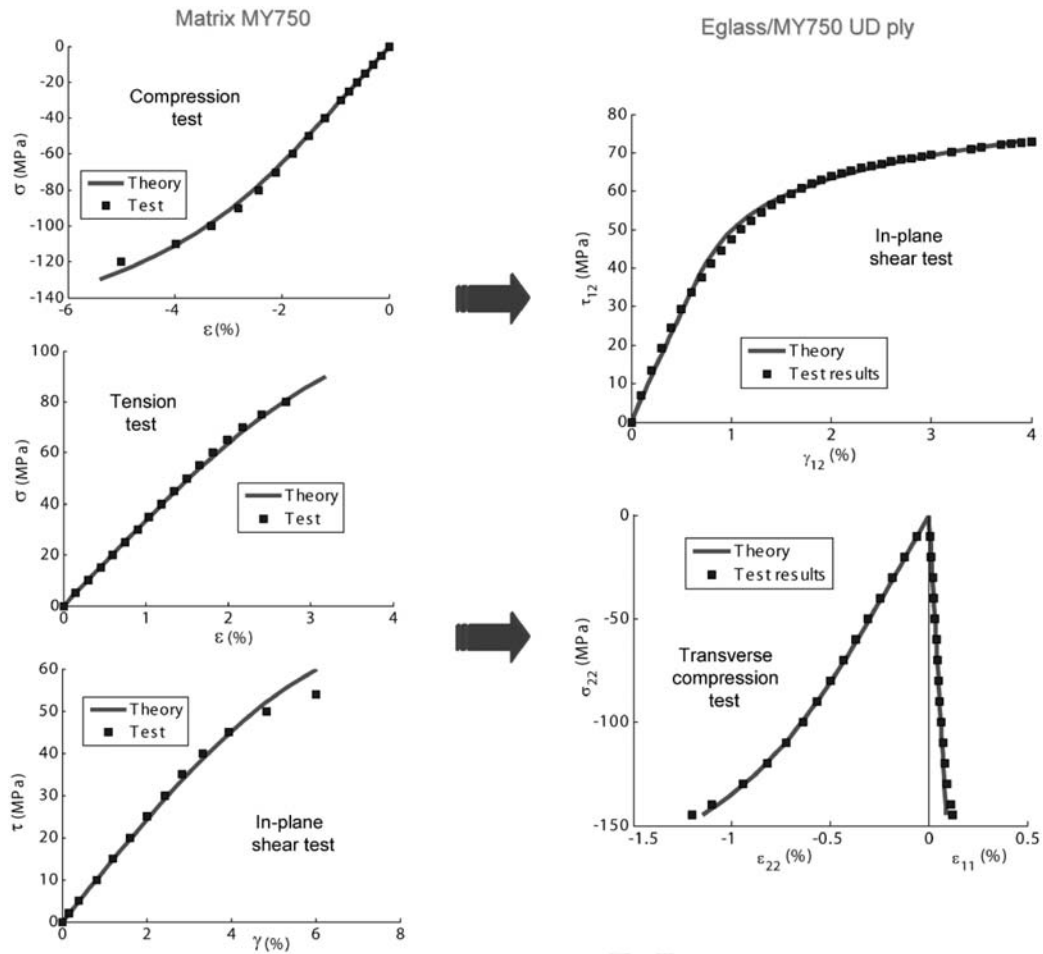 Matrix MY750
0
-20
-40
-60
-80
-100
-120
-140
σ (MPa)
Compression
test
Theory
Test
-6
-4
-2
0
ε (%)
100
80
60
40
20
0
σ (MPa)
Tension
test
Theory
Test
0
1
2
3
4
ε (%)
60
50
40
30
20
10
0
τ (MPa)
Theory
Test
In-plane
shear test
0
2
4
6
8
γ (%)
Eglass/MY750 UD ply
80
70
60
50
40
30
20
10
0
τ12 (MPa)
In-plane
shear test
Theory
Test results
0
1
2
3
4
γ12 (%)
0
-50
-100
-150
σ22 (MPa)
Theory
Test results
Transverse
compression
test
-1.5
-1
-0.5
0
0.5
ε22 (%)
ε11 (%)